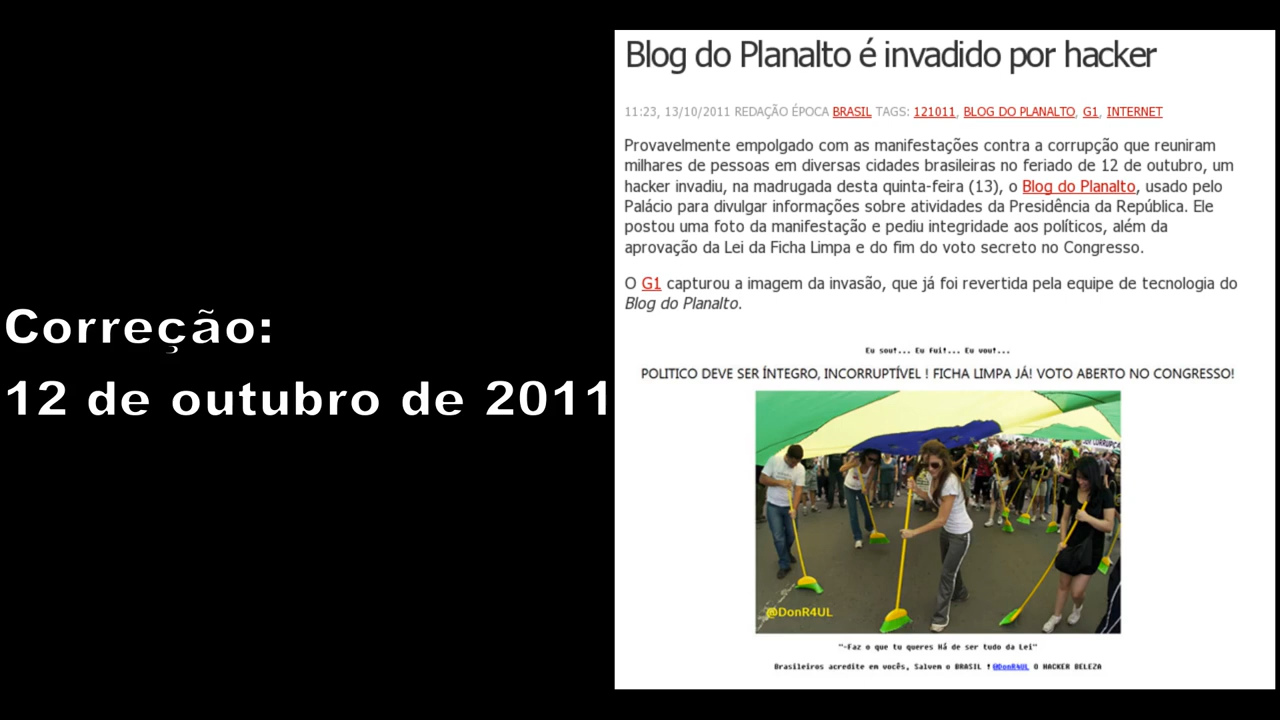 Correção:
12 de outubro de 2011
Blog do Planalto é invadido por hacker
11:23, 13/10/2011 REDAÇÃO ÉPOCA BRASIL TAGS: 121011, BLOG DO PLANALTO, G1, INTERNET
Provavelmente empolgado com as manifestações contra a corrupção que reuniram
milhares de pessoas em diversas cidades brasileiras no feriado de 12 de outubro, um
hacker invadiu, na madrugada desta quinta-feira (13), o Blog do Planalto, usado pelo
Palácio para divulgar informações sobre atividades da Presidência da República. Ele
postou uma foto da manifestação e pediu integridade aos políticos, além da
aprovação da Lei da Ficha Limpa e do fim do voto secreto no Congresso.
O G1 capturou a imagem da invasão, que já foi revertida pela equipe de tecnologia do
Blog do Planalto.
Eu sou!... Eu fui!... Eu vou!...
POLITICO DEVE SER ÍNTEGRO, INCORRUPTÍVEL ! FICHA LIMPA JÁ! VOTO ABERTO NO CONGRESSO!
@DonR4UL
"-Faz o que tu queres Há de ser tudo da Lei"
Brasileiros acredite em vocês, Salvem o BRASIL ! @DonR4UL O HACKER BELEZA